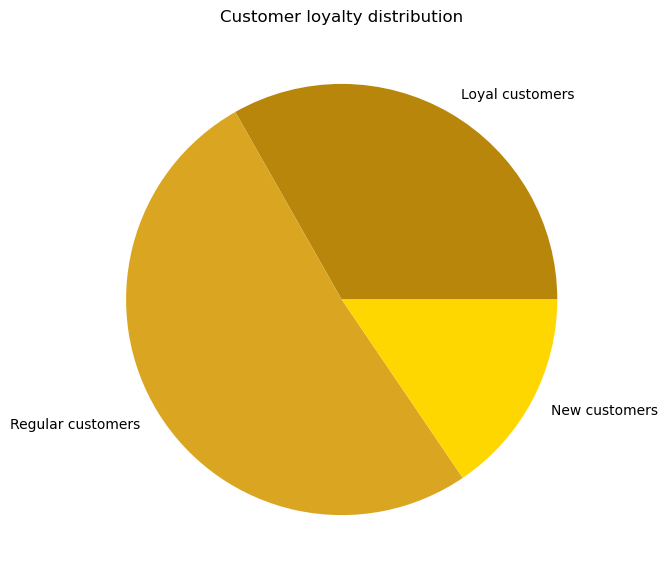 Customer loyalty distribution
Loyal customers
Regular customers
New customers